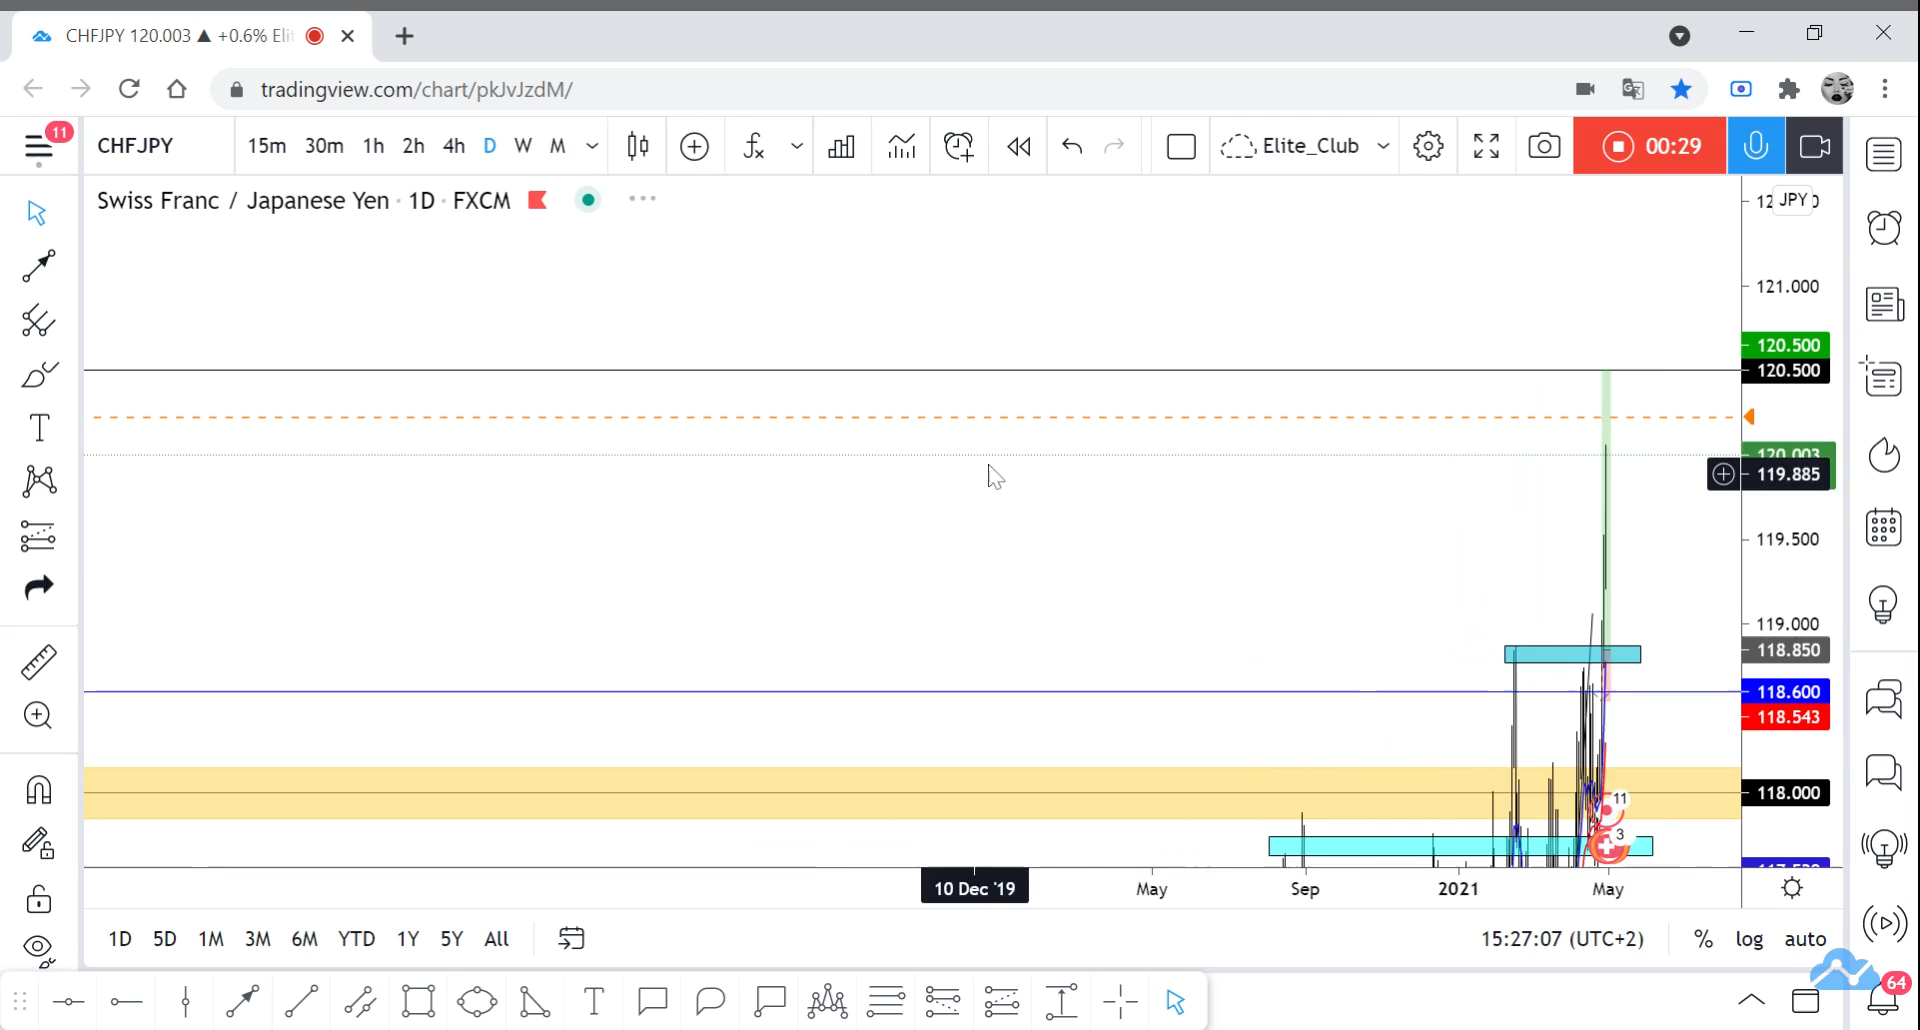 CHFJPY 120.003 ▲ +0.6% Eli
tradingview.com/chart/pkJvJzdM/
11
CHFJPY
15m 30m 1h 2h 4h D W M
Elite_Club
00:29
Swiss Franc / Japanese Yen · 1D · FXCM
JPY
121.000
120.500
120.500
120.003
119.885
119.500
119.000
118.850
118.600
118.543
118.000
11
3
10 Dec '19
May
Sep
2021
May
1D 5D 1M 3M 6M YTD 1Y 5Y All
15:27:07 (UTC+2)
% log auto
64